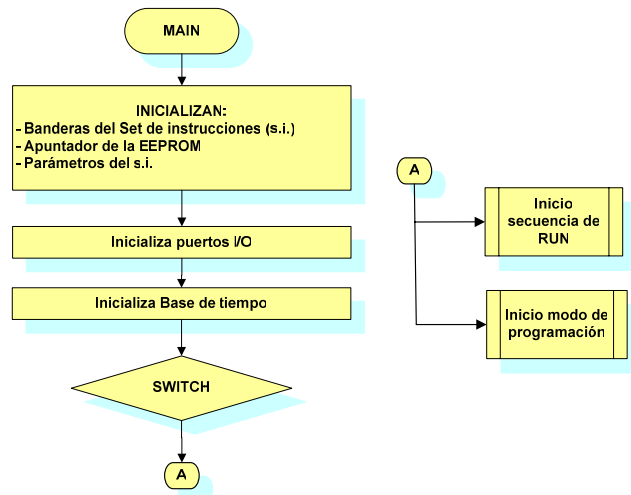 MAIN
INICIALIZAN:
- Banderas del Set de instrucciones (s.i.)
- Apuntador de la EEPROM
- Parámetros del s.i.
Inicializa puertos I/O
Inicializa Base de tiempo
SWITCH
A
A
Inicio
secuencia de
RUN
Inicio modo de
programación